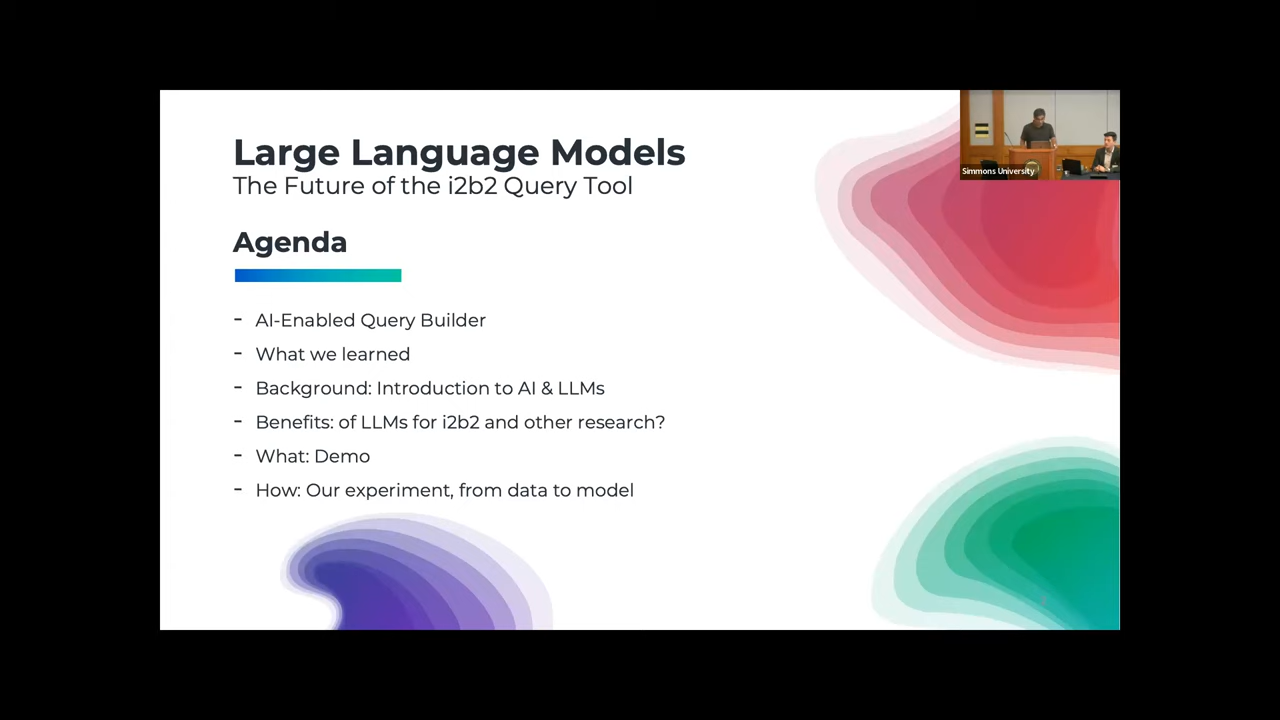 Large Language Models
The Future of the i2b2 Query Tool
Agenda
- AI-Enabled Query Builder
- What we learned
- Background: Introduction to AI & LLMs
- Benefits: of LLMs for i2b2 and other research?
- What: Demo
- How: Our experiment, from data to model
Simmons University